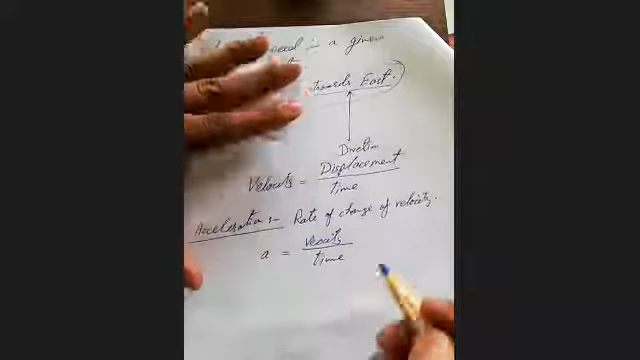 speed in a given
towards East.
Direction
Velocity = Displacement
time
Acceleration :- Rate of change of velocity.
a = velocity
time